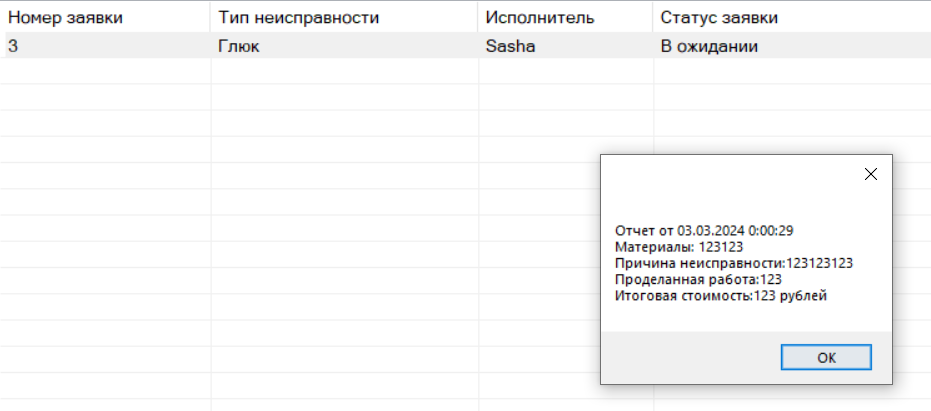 Номер заявки Тип неисправности Исполнитель Статус заявки
3 Глюк Sasha В ожидании
Отчет от 03.03.2024 0:00:29
Материалы: 123123
Причина неисправности:123123123
Проделанная работа:123
Итоговая стоимость:123 рублей
ОК